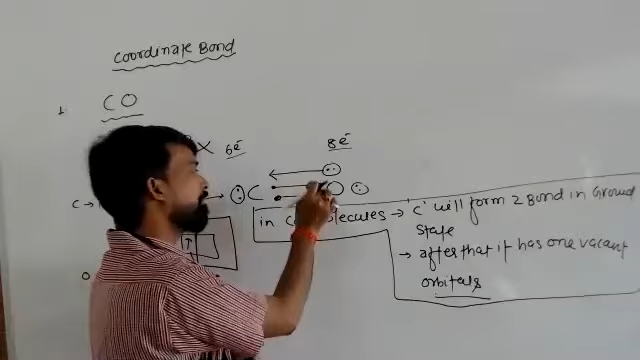 Coordinate Bond
1.
CO
X 6e⁻
8e⁻
C →
C
in C molecules → 'C' will form 2 Bond in Ground
State
→ after that it has one vacant
orbitals